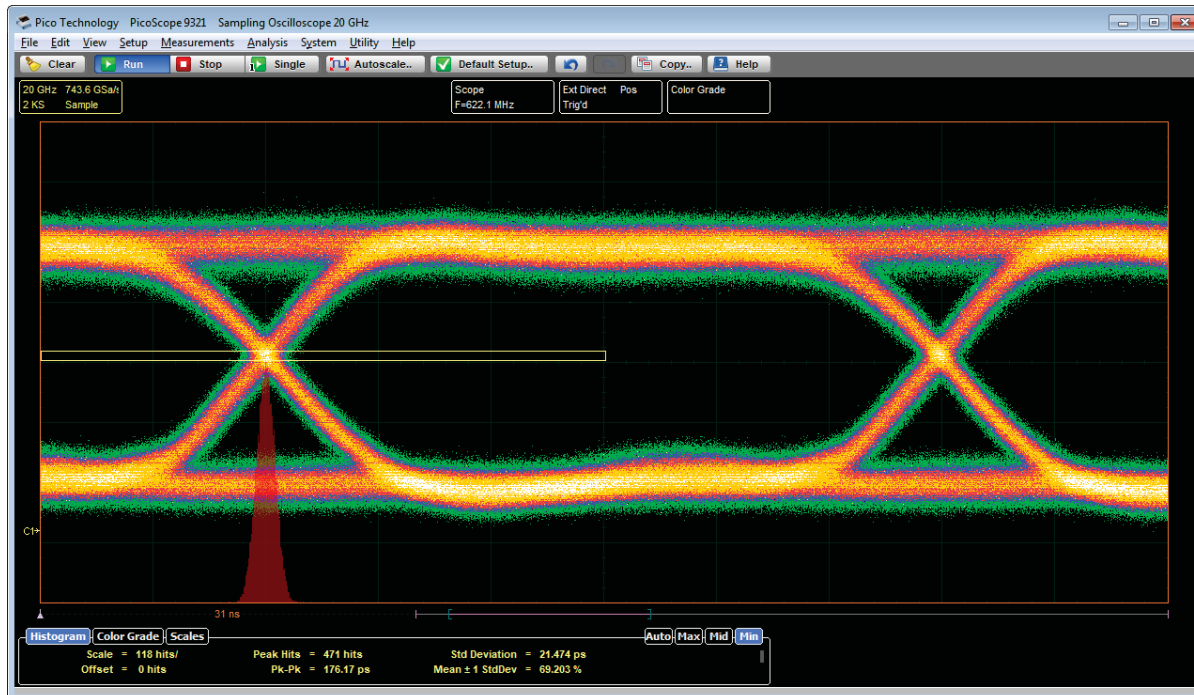 Pico Technology PicoScope 9321 Sampling Oscilloscope 20 GHz
File Edit View Setup Measurements Analysis System Utility Help
Clear Run Stop Single Autoscale.. Default Setup.. Copy.. Help
20 GHz 743.6 GSa/s Scope Ext Direct Pos Color Grade
2 KS Sample F=622.1 MHz Trig'd
C1
31 ns
Histogram Color Grade Scales Auto Max Mid Min
Scale = 118 hits/ Peak Hits = 471 hits Std Deviation = 21.474 ps
Offset = 0 hits Pk-Pk = 176.17 ps Mean ± 1 StdDev = 69.203 %